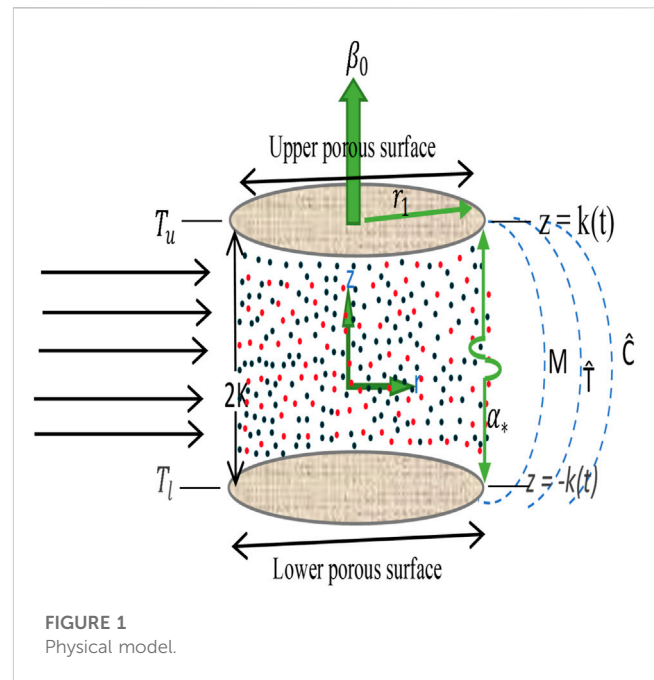 β₀
Upper porous surface
r₁
Tᵤ
z = k(t)
Z
r
M
T̂
Ĉ
2K
α*
Tₗ
z = -k(t)
Lower porous surface
FIGURE 1
Physical model.